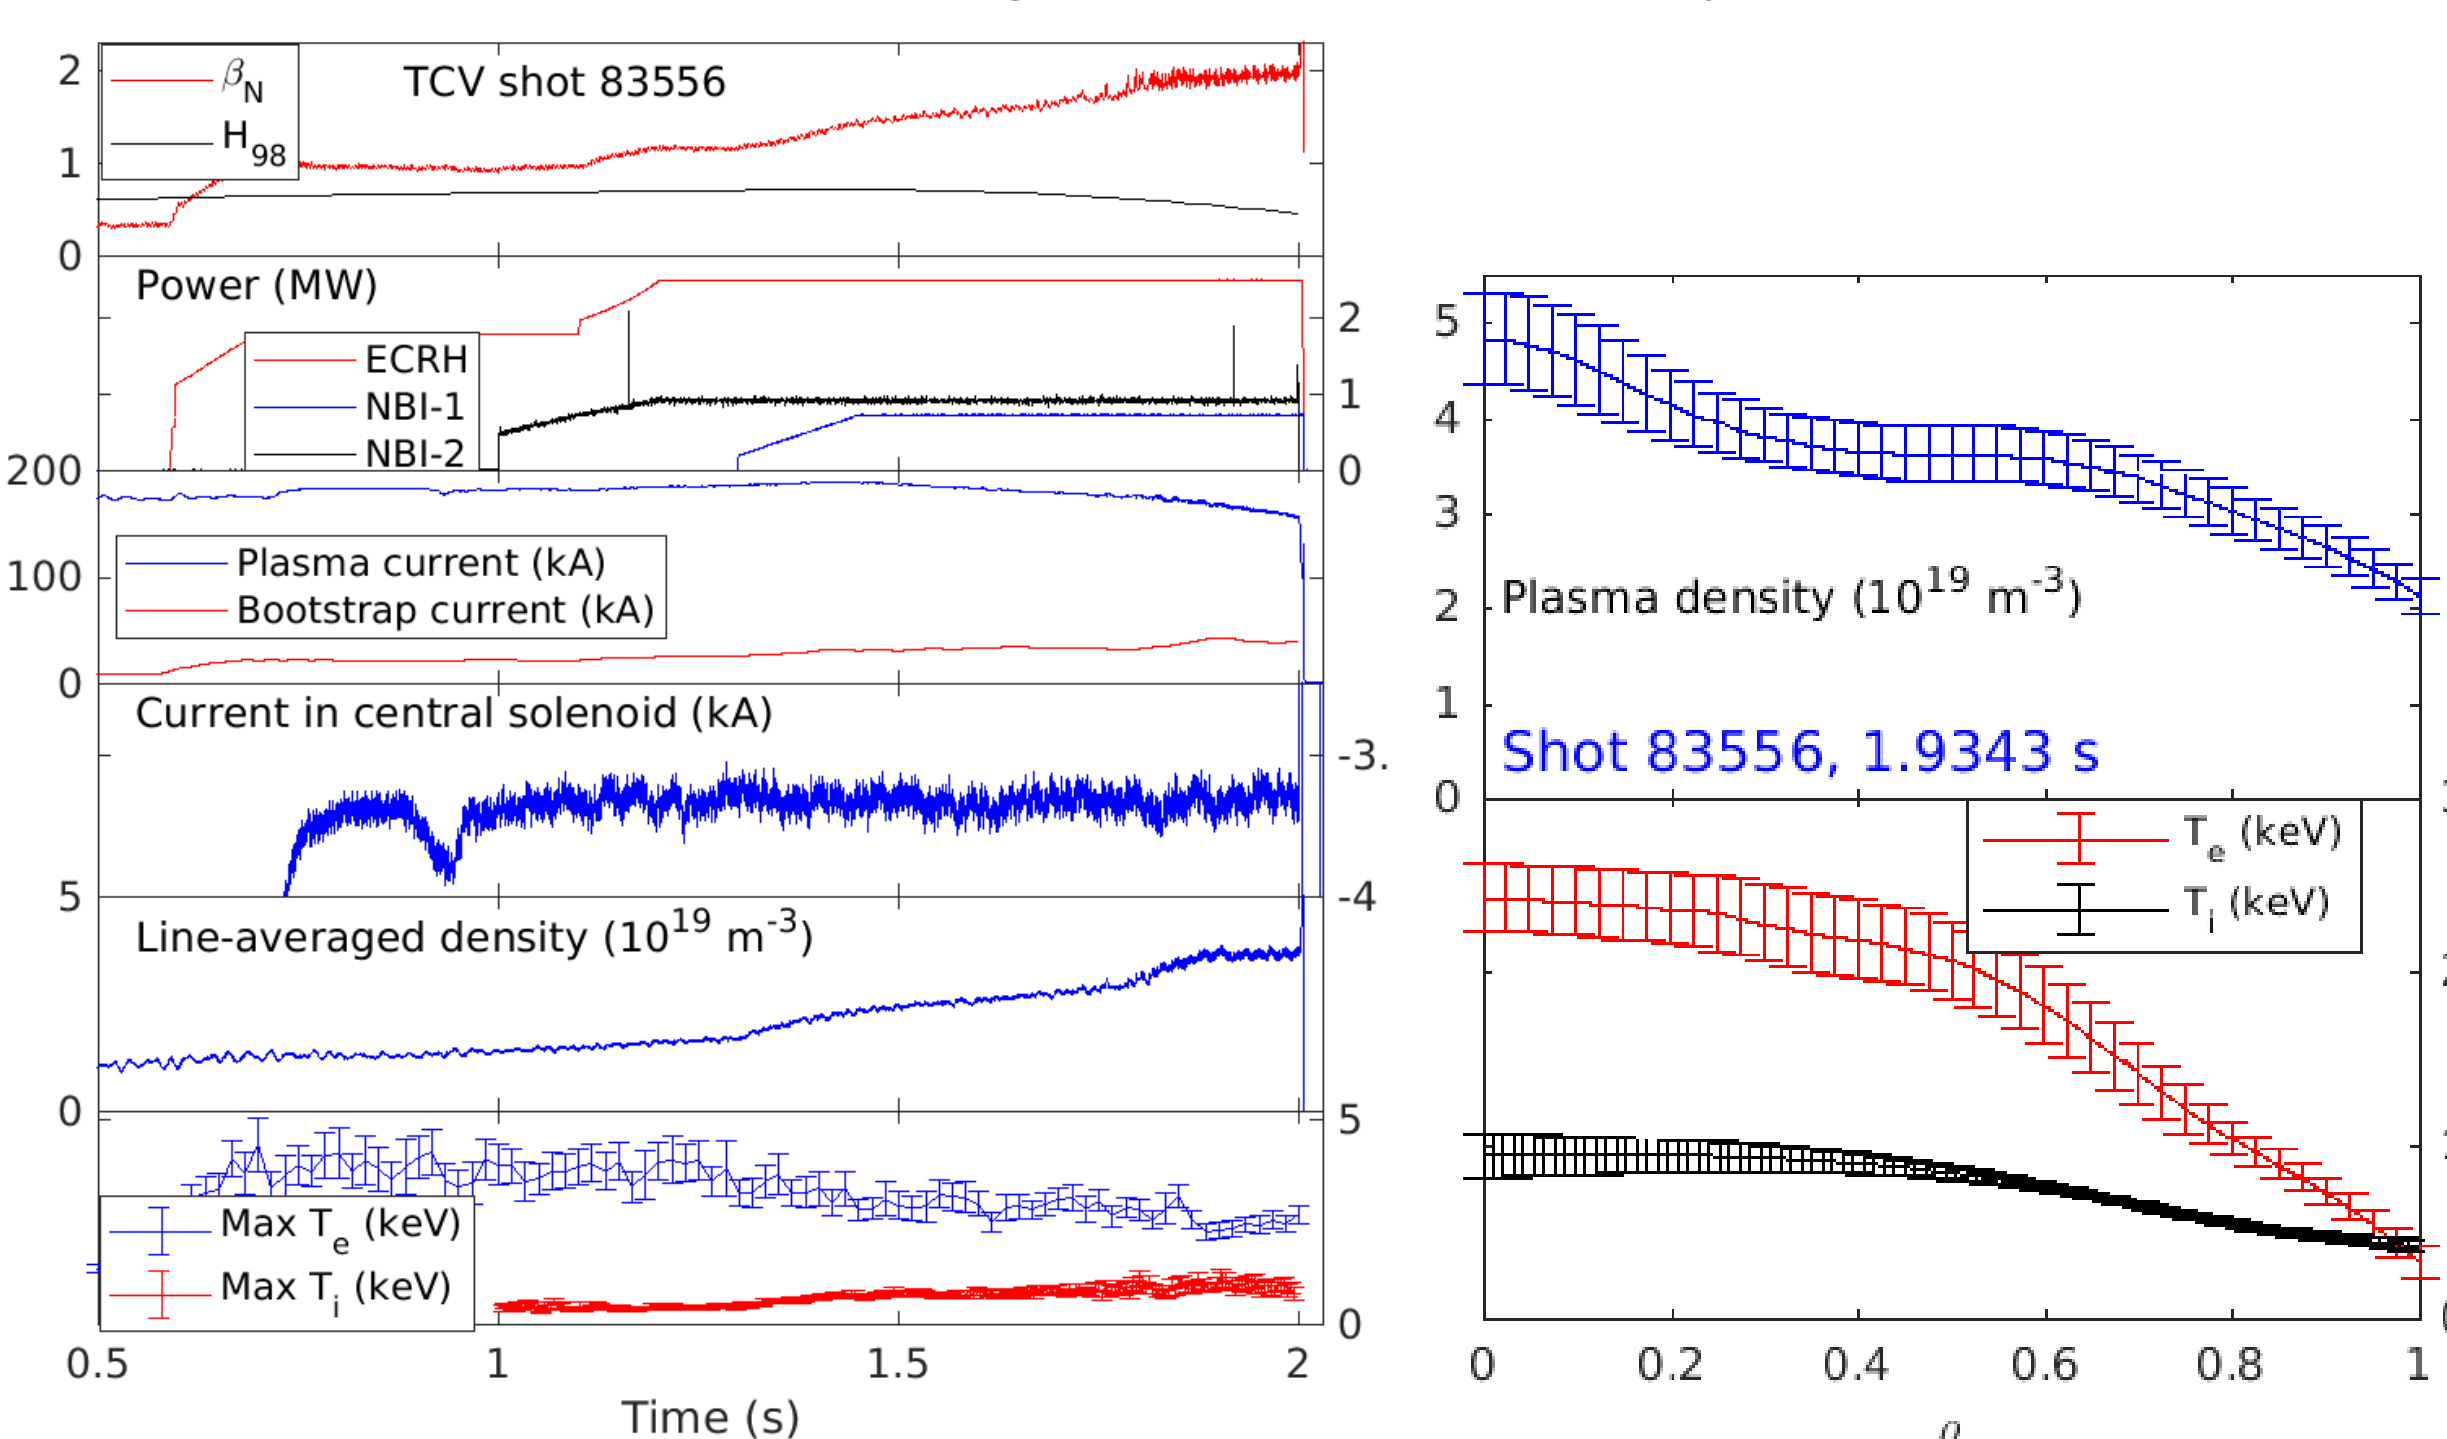 2
1
0
β_N
H_98
TCV shot 83556
Power (MW)
ECRH
NBI-1
NBI-2
2
1
0
200
100
0
Plasma current (kA)
Bootstrap current (kA)
Current in central solenoid (kA)
-3.
-4
5
0
Line-averaged density (10^19 m^-3)
5
0
Max T_e (keV)
Max T_i (keV)
0.5 1 1.5 2
Time (s)
5
4
3
2
1
0
Plasma density (10^19 m^-3)
Shot 83556, 1.9343 s
T_e (keV)
T_i (keV)
0 0.2 0.4 0.6 0.8 1